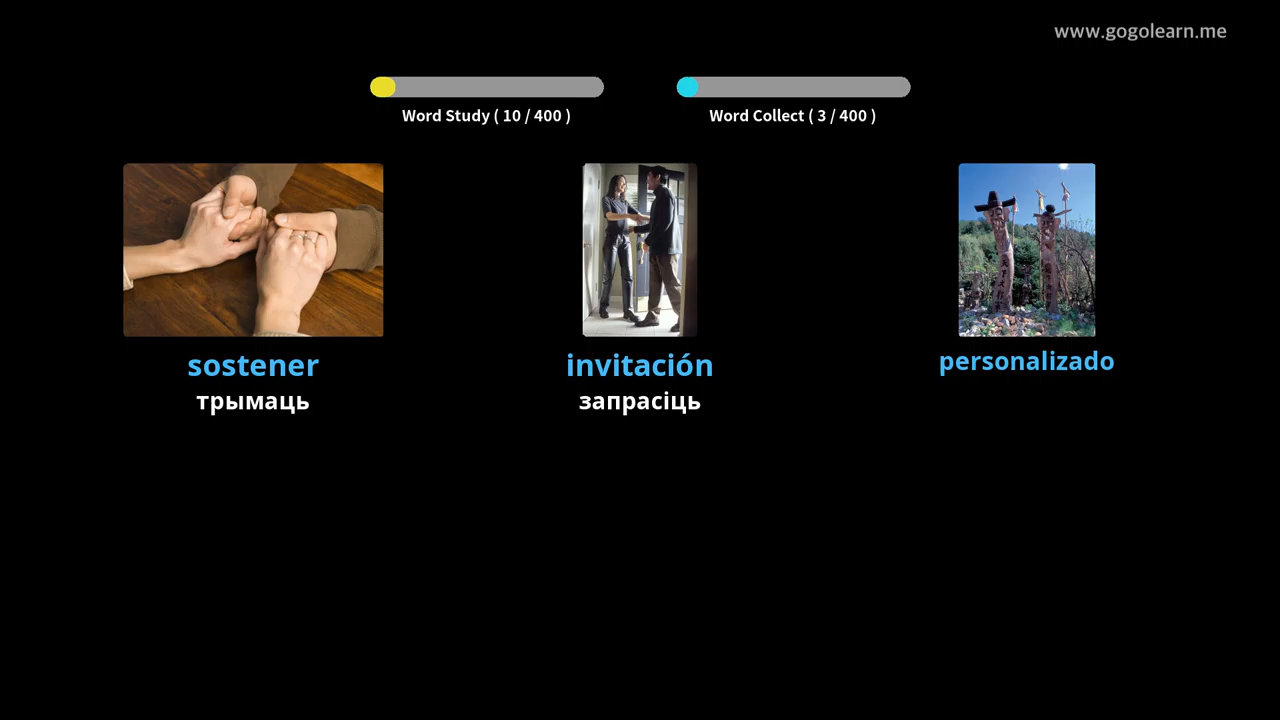 www.gogolearn.me
Word Study ( 10 / 400 )
Word Collect ( 3 / 400 )
sostener
трымаць
invitación
запрасіць
personalizado